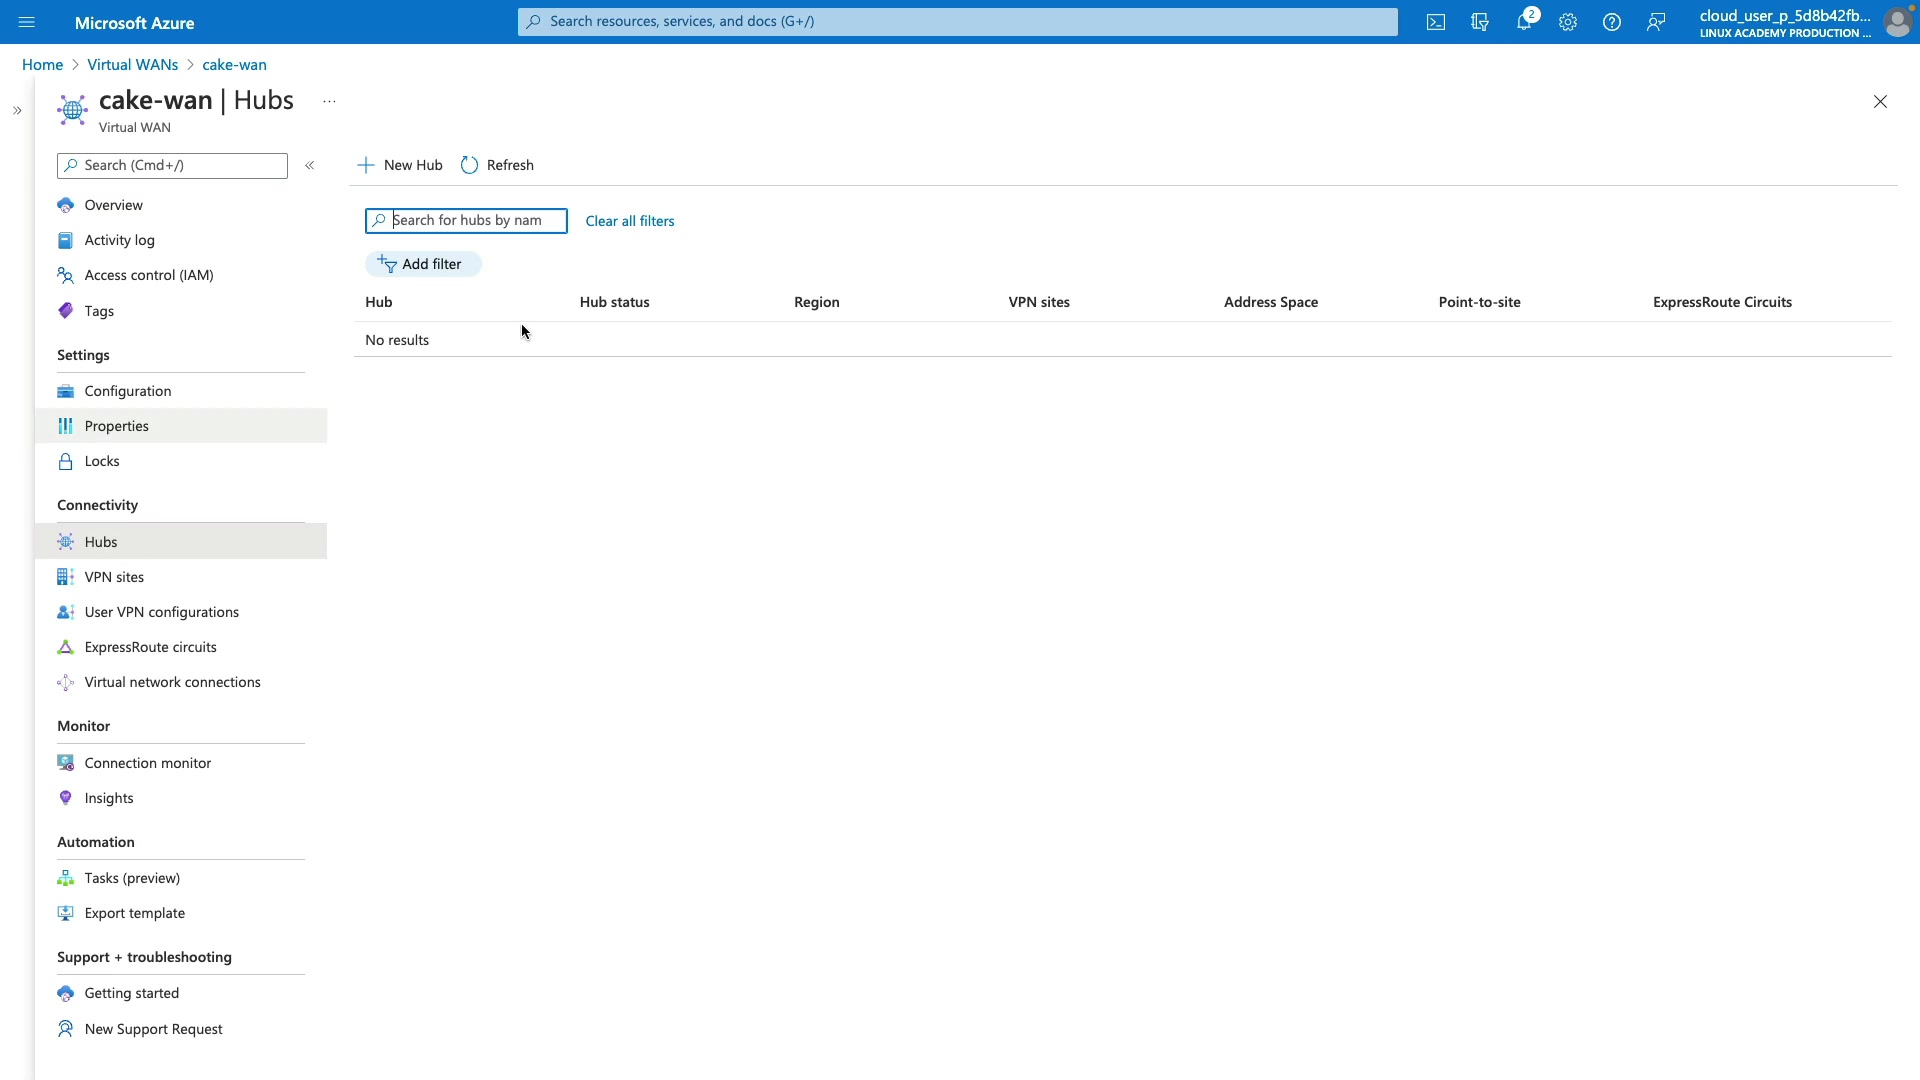 Microsoft Azure
Search resources, services, and docs (G+/)
2
cloud_user_p_5d8b42fb...
LINUX ACADEMY PRODUCTION ...
Home > Virtual WANs > cake-wan
cake-wan | Hubs ...
Virtual WAN
Search (Cmd+/)
New Hub
Refresh
Overview
Activity log
Access control (IAM)
Tags
Settings
Configuration
Properties
Locks
Connectivity
Hubs
VPN sites
User VPN configurations
ExpressRoute circuits
Virtual network connections
Monitor
Connection monitor
Insights
Automation
Tasks (preview)
Export template
Support + troubleshooting
Getting started
New Support Request
Search for hubs by nam
Clear all filters
Add filter
Hub Hub status Region VPN sites Address Space Point-to-site ExpressRoute Circuits
No results